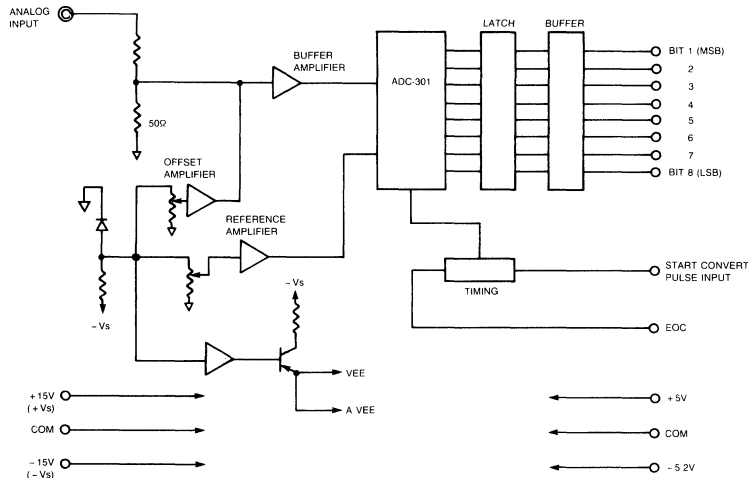 ANALOG
INPUT
LATCH
BUFFER
BUFFER
AMPLIFIER
ADC-301
BIT 1 (MSB)
2
3
4
5
6
7
BIT 8 (LSB)
50Ω
OFFSET
AMPLIFIER
REFERENCE
AMPLIFIER
START CONVERT
PULSE INPUT
TIMING
- Vs
- Vs
EOC
VEE
A VEE
+ 15V
(+ Vs)
COM
- 15V
(- Vs)
+ 5V
COM
- 5 2V